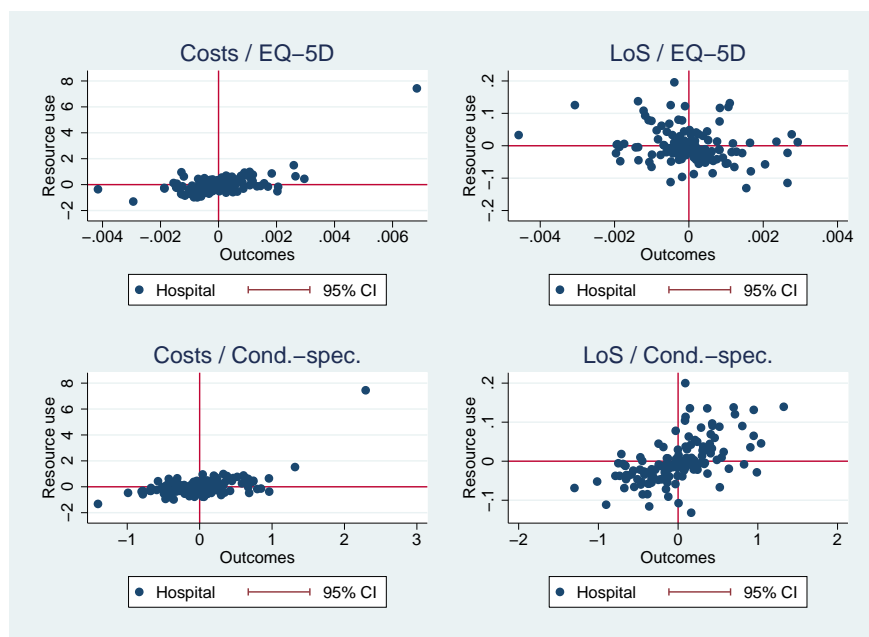 Costs / EQ−5D
Resource use
8
6
4
2
0
−2
−.004 −.002 0 .002 .004 .006
Outcomes
Hospital 95% CI
LoS / EQ−5D
Resource use
.2
.1
0
−.1
−.2
−.004 −.002 0 .002 .004
Outcomes
Hospital 95% CI
Costs / Cond.−spec.
Resource use
8
6
4
2
0
−2
−1 0 1 2 3
Outcomes
Hospital 95% CI
LoS / Cond.−spec.
Resource use
.2
.1
0
−.1
−2 −1 0 1 2
Outcomes
Hospital 95% CI